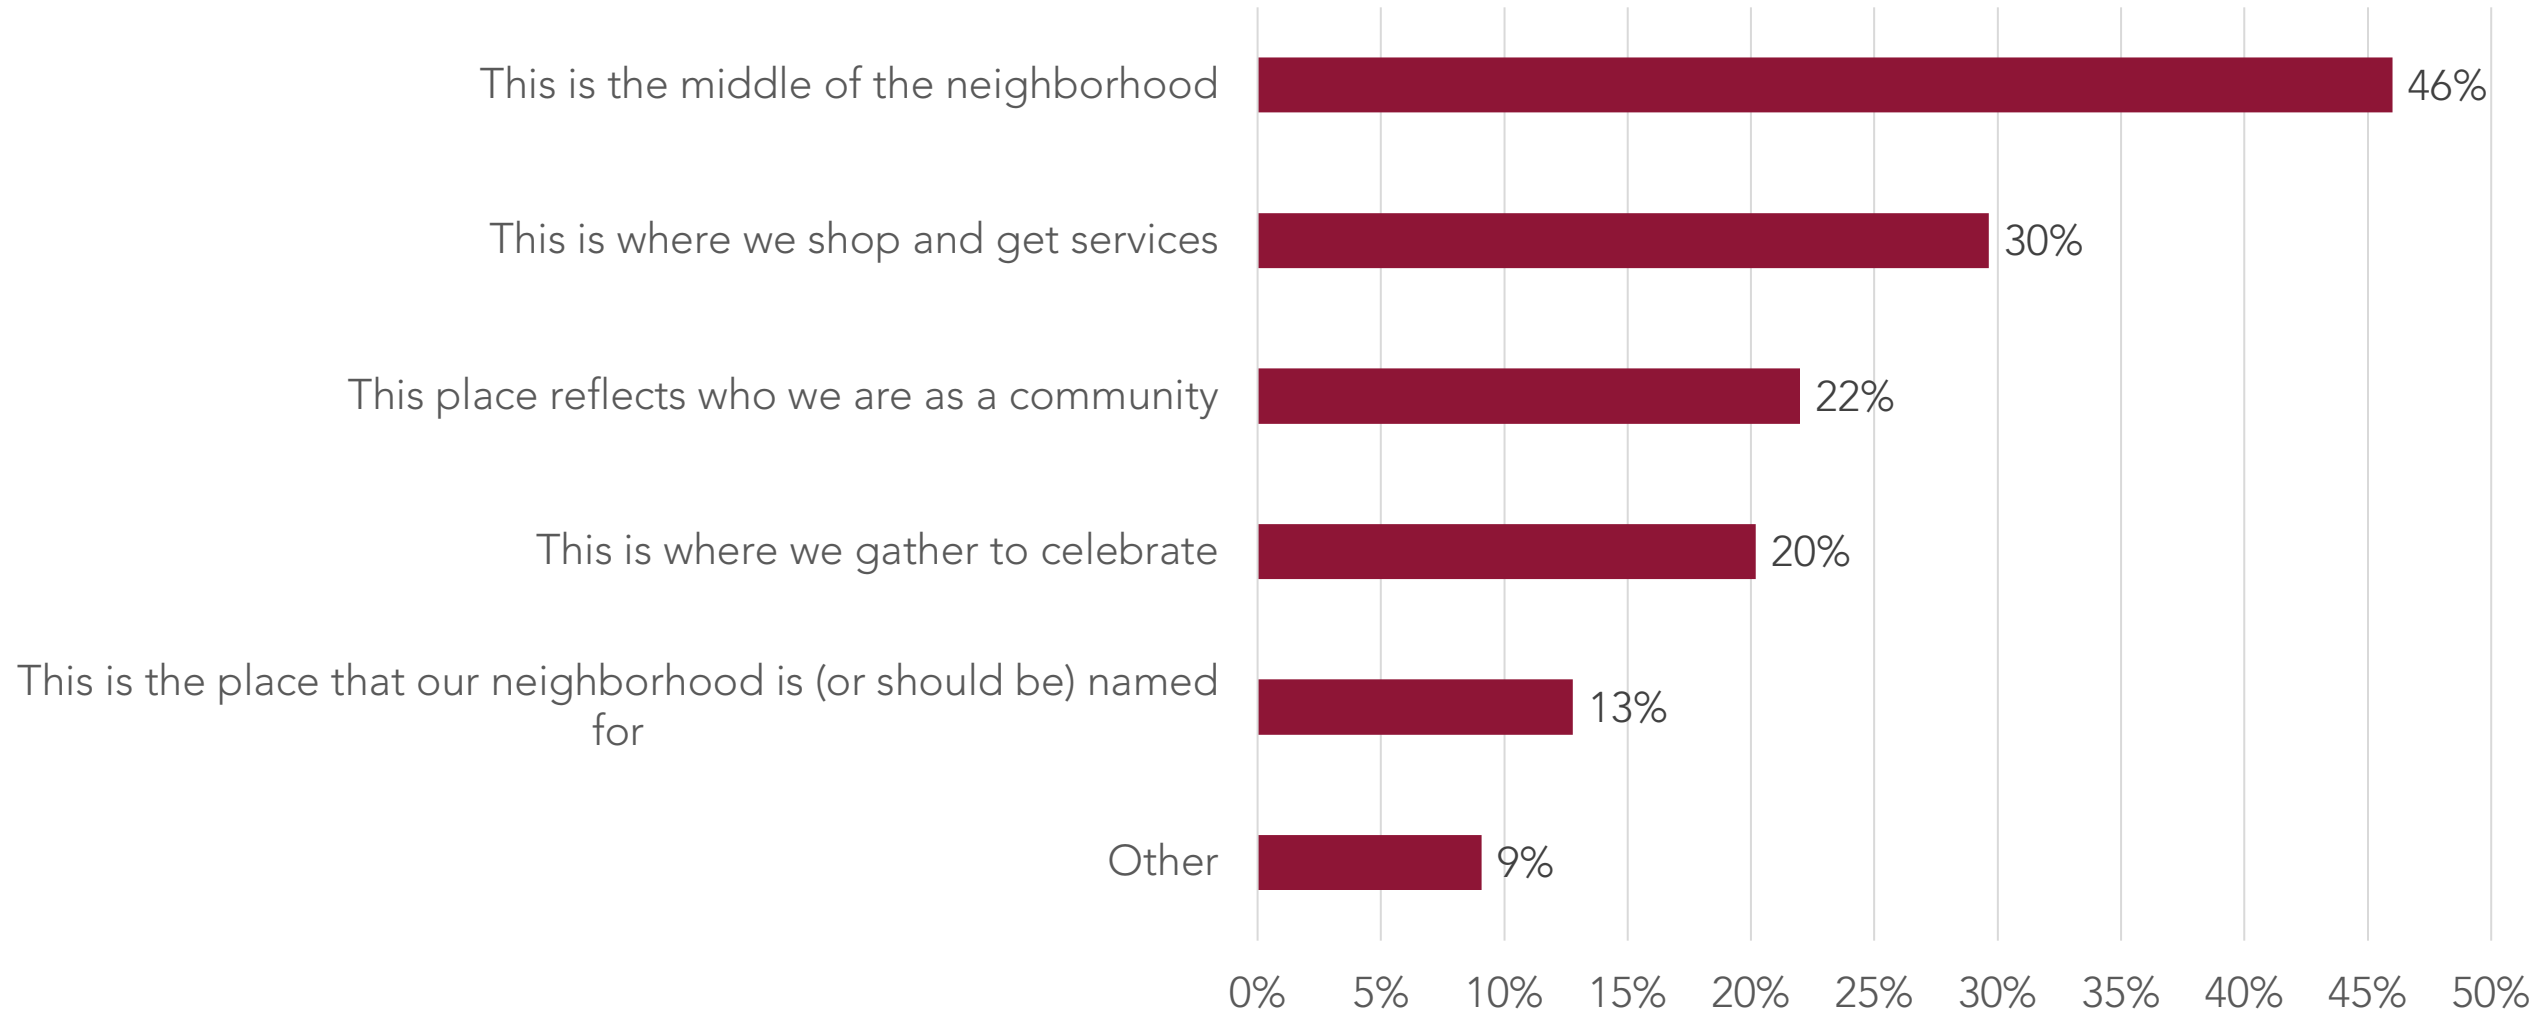 This is the middle of the neighborhood 46%
This is where we shop and get services 30%
This place reflects who we are as a community 22%
This is where we gather to celebrate 20%
This is the place that our neighborhood is (or should be) named
for 13%
Other 9%
0% 5% 10% 15% 20% 25% 30% 35% 40% 45% 50%